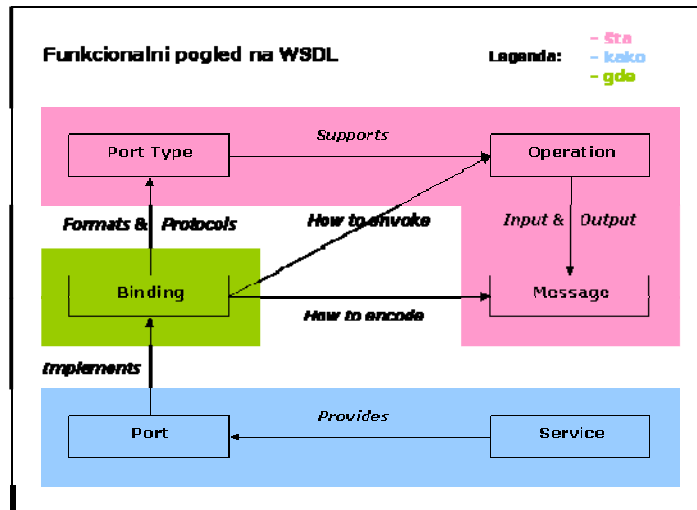 Funkcionalni pogled na WSDL
Legenda:
- šta
- kako
- gde
Port Type
Supports
Operation
Formats & Protocols
How to envoke
Input & Output
Binding
How to encode
Message
Implements
Port
Provides
Service